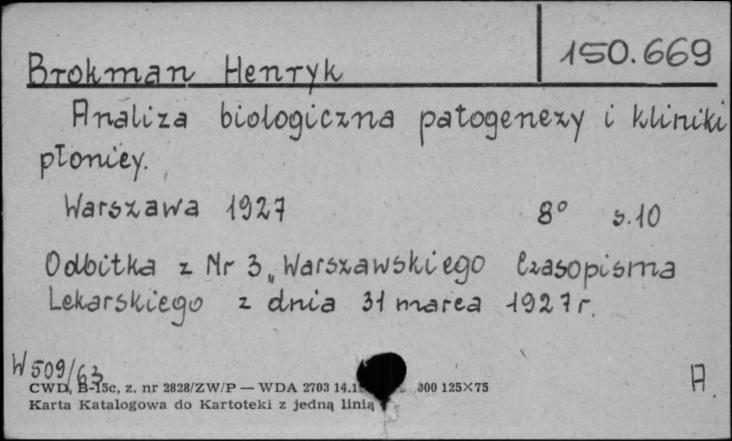 Brokman Henryk 150.669
Analiza biologiczna patogenezy i kliniki
płonicy.
Warszawa 1927 8° s.10
Odbitka z Nr 3 „Warszawskiego Czasopisma
Lekarskiego z dnia 31 marca 1927 r.
W 509/63
CWD, B-15c, z. nr 2828/ZW/P — WDA 2703 14.1 000 125×75
A.
Karta Katalogowa do Kartoteki z jedną linią